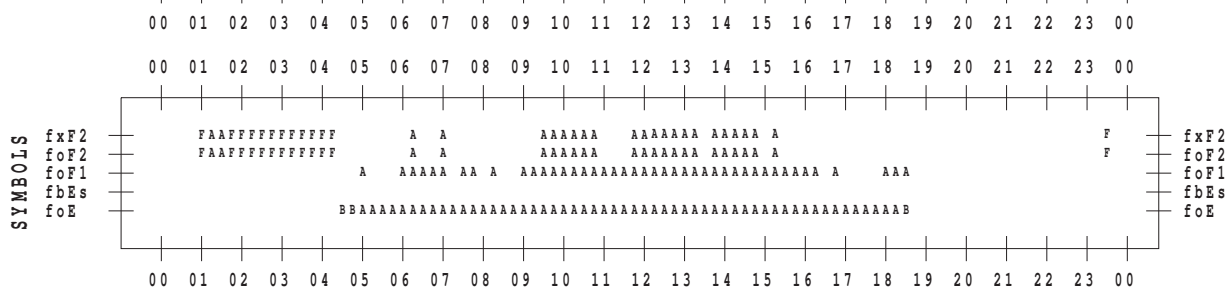 00 01 02 03 04 05 06 07 08 09 10 11 12 13 14 15 16 17 18 19 20 21 22 23 00
00 01 02 03 04 05 06 07 08 09 10 11 12 13 14 15 16 17 18 19 20 21 22 23 00
SYMBOLS
fxF2 FAAFFFFFFFFFFF A A AAAAAA AAAAAAA AAAAA A F fxF2
foF2 FAAFFFFFFFFFFF A A AAAAAA AAAAAAA AAAAA A F foF2
foF1 A AAAAA AA A AAAAAAAAAAAAAAAAAAAAAAAAAAAAAA A AAA foF1
fbEs fbEs
foE BBAAAAAAAAAAAAAAAAAAAAAAAAAAAAAAAAAAAAAAAAAAAAAAAAAAAAAAB foE
00 01 02 03 04 05 06 07 08 09 10 11 12 13 14 15 16 17 18 19 20 21 22 23 00